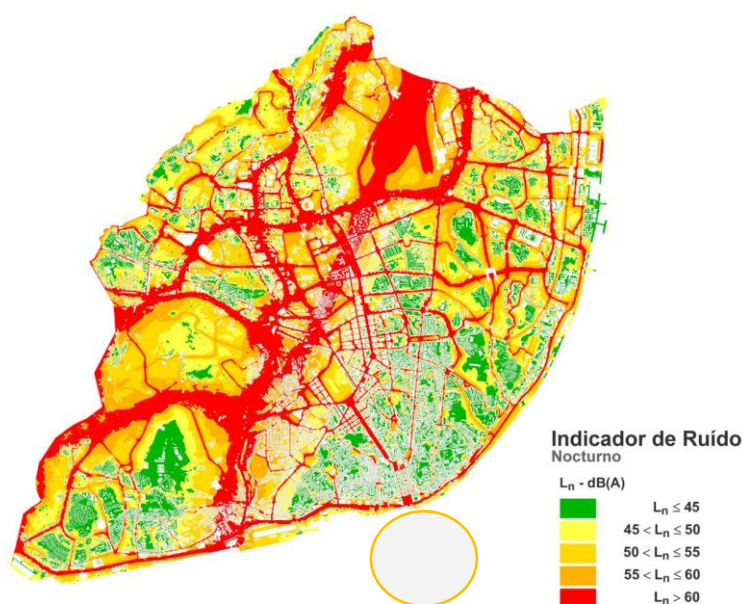 Indicador de Ruído
Nocturno
Ln - dB(A)
Ln ≤ 45
45 < Ln ≤ 50
50 < Ln ≤ 55
55 < Ln ≤ 60
Ln > 60